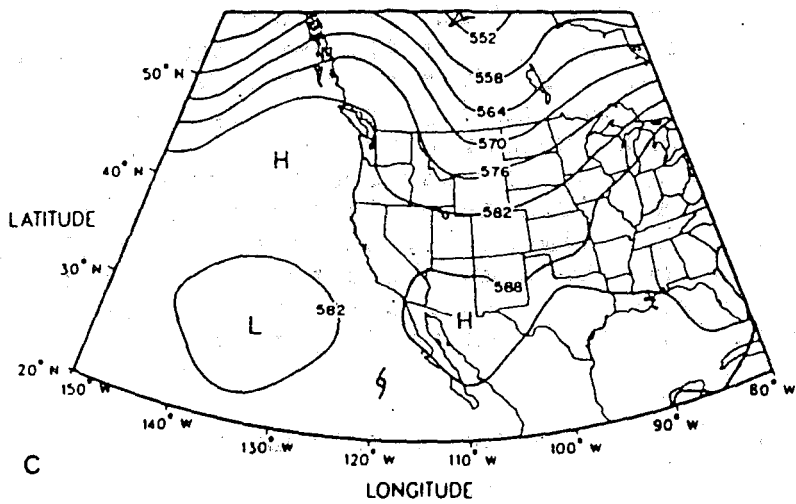 552
50° N
558
564
570
H
40° N
576
LATITUDE
582
30° N
588
582
H
L
20° N
150° W
80° W
140° W
90° W
130° W
100° W
120° W
110° W
C
LONGITUDE